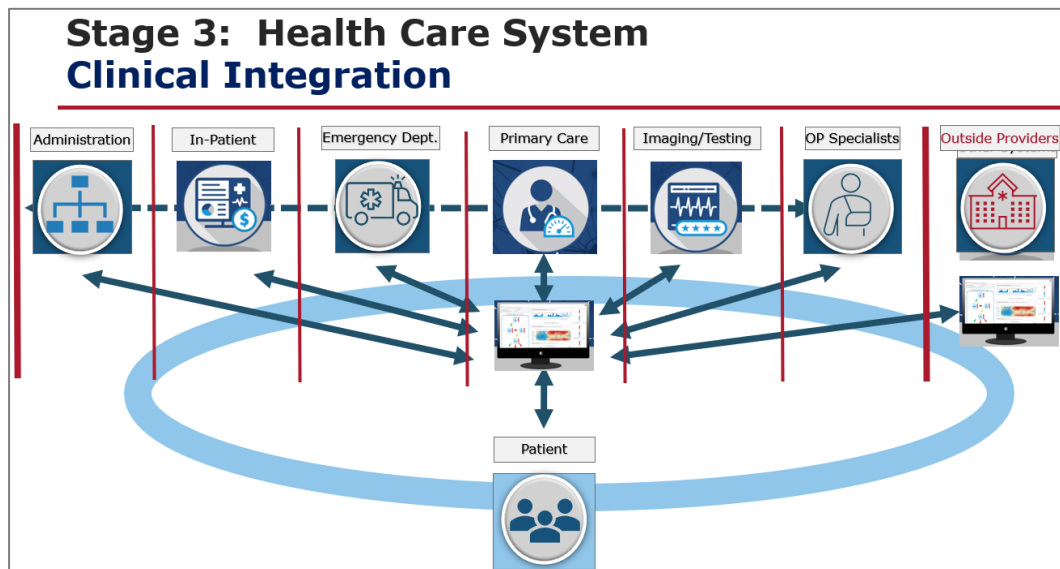 Stage 3: Health Care System
Clinical Integration
Administration
In-Patient
Emergency Dept.
Primary Care
Imaging/Testing
OP Specialists
Outside Providers
$
Patient